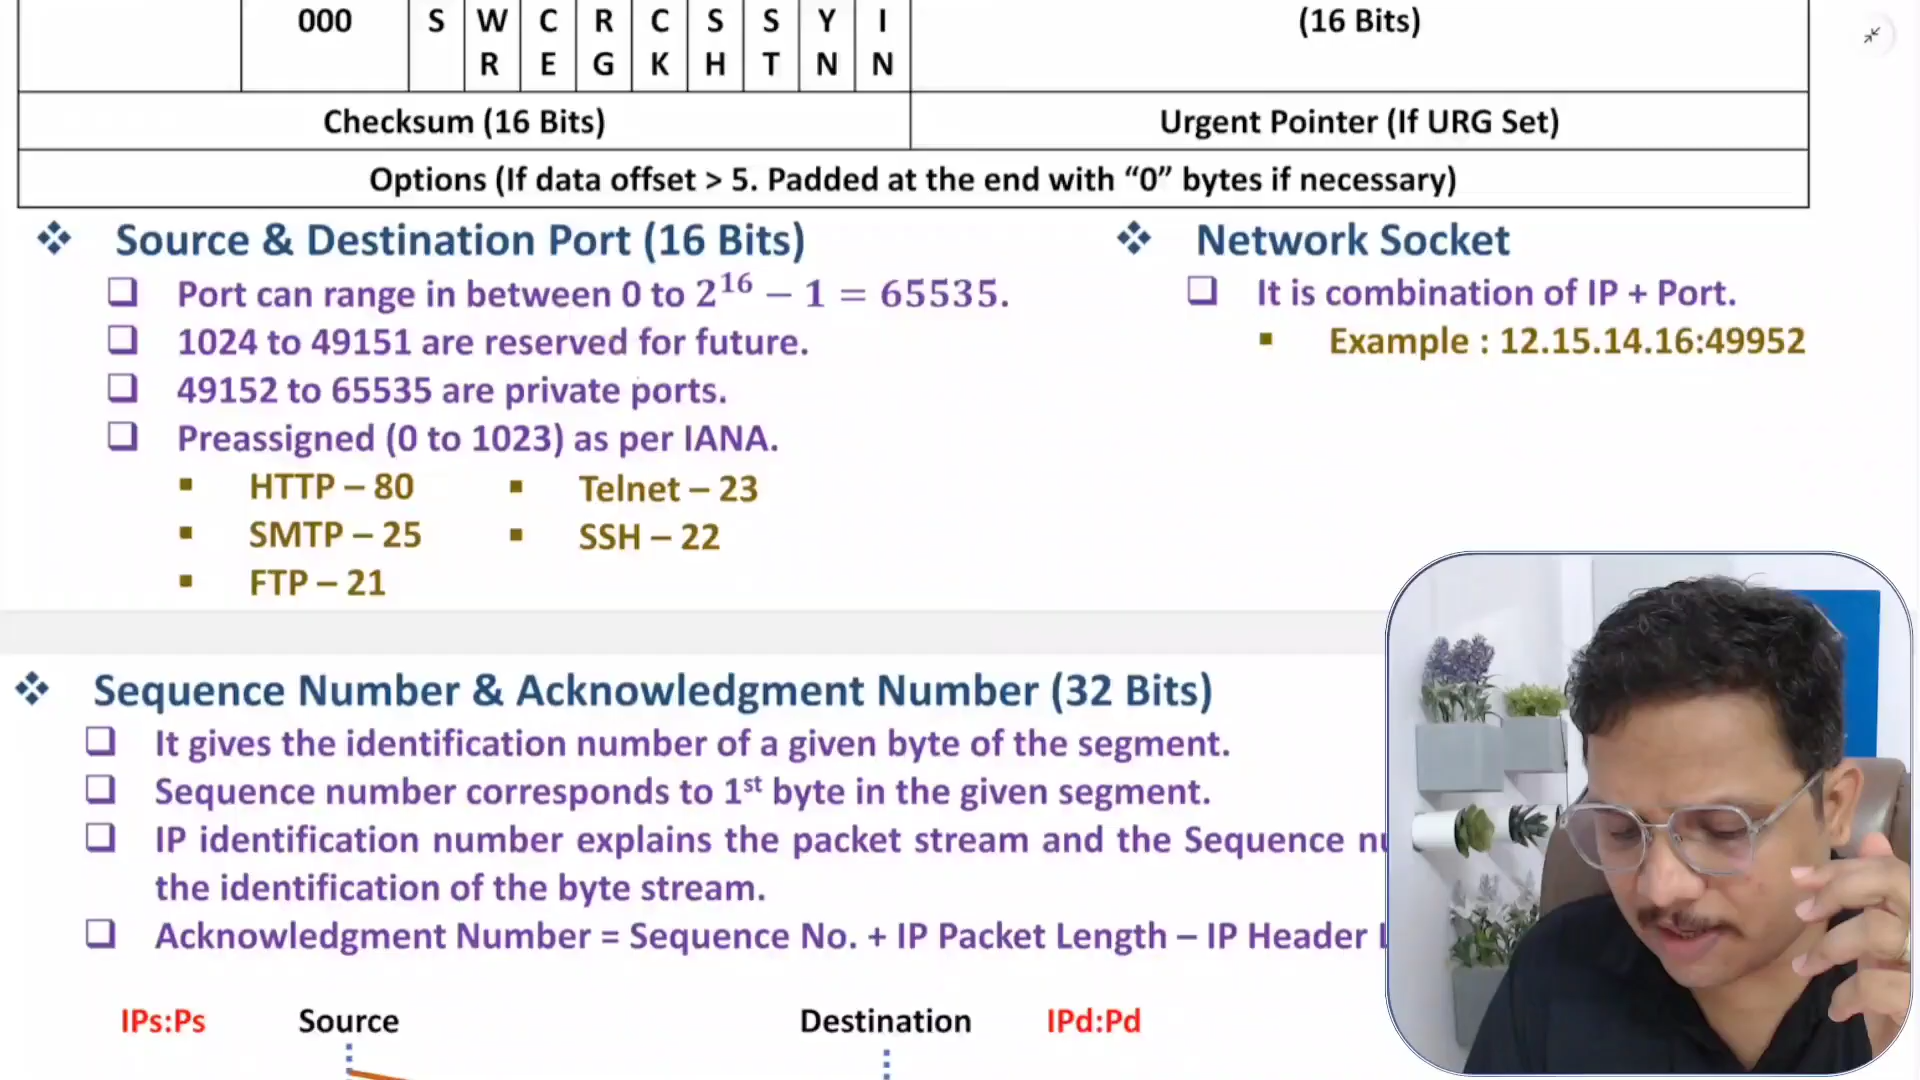 000 S W C R C S S Y I (16 Bits)
R E G K H T N N
Checksum (16 Bits) Urgent Pointer (If URG Set)
Options (If data offset > 5. Padded at the end with “0” bytes if necessary)
❖ Source & Destination Port (16 Bits)
❑ Port can range in between 0 to 2^16 − 1 = 65535.
❑ 1024 to 49151 are reserved for future.
❑ 49152 to 65535 are private ports.
❑ Preassigned (0 to 1023) as per IANA.
▪ HTTP – 80 ▪ Telnet – 23
▪ SMTP – 25 ▪ SSH – 22
▪ FTP – 21
❖ Network Socket
❑ It is combination of IP + Port.
▪ Example : 12.15.14.16:49952
❖ Sequence Number & Acknowledgment Number (32 Bits)
❑ It gives the identification number of a given byte of the segment.
❑ Sequence number corresponds to 1st byte in the given segment.
❑ IP identification number explains the packet stream and the Sequence
the identification of the byte stream.
❑ Acknowledgment Number = Sequence No. + IP Packet Length – IP Header
IPs:Ps Source Destination IPd:Pd